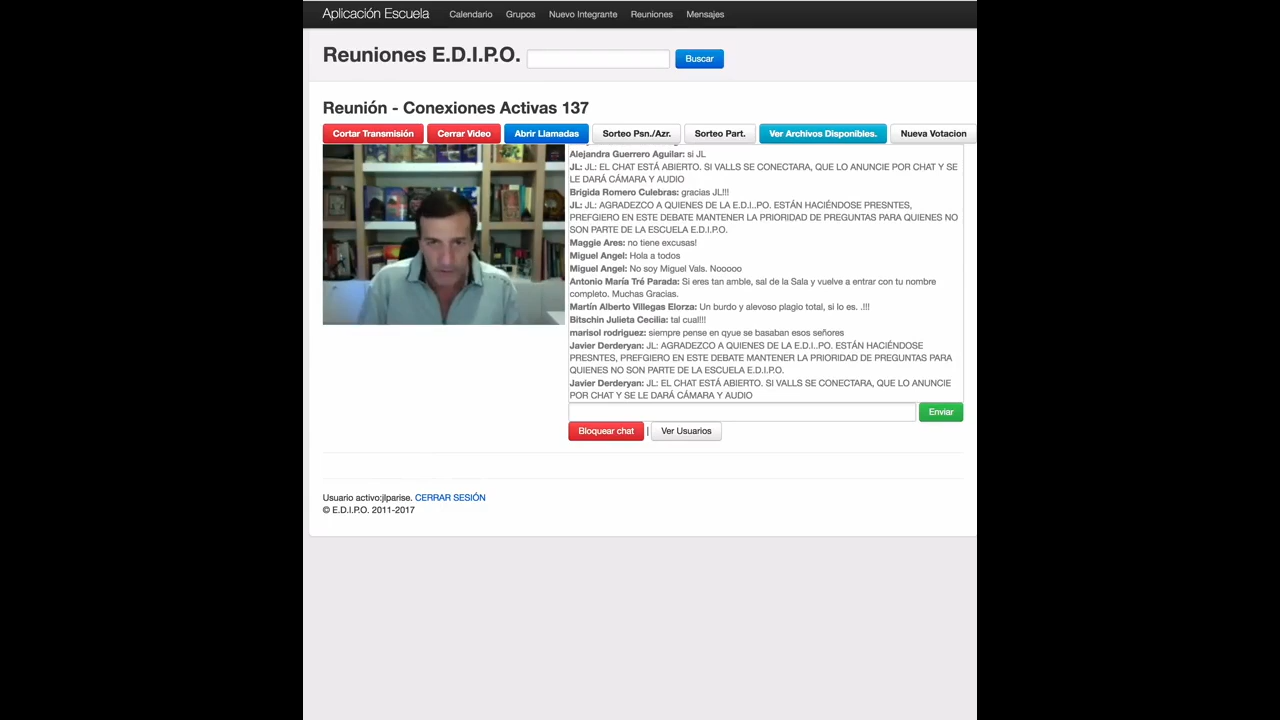 Aplicación Escuela Calendario Grupos Nuevo Integrante Reuniones Mensajes
Reuniones E.D.I.P.O. Buscar
Reunión - Conexiones Activas 137
Cortar Transmisión Cerrar Video Abrir Llamadas Sorteo Psn./Azr. Sorteo Part. Ver Archivos Disponibles. Nueva Votacion
Alejandra Guerrero Aguilar: si JL
JL: JL: EL CHAT ESTÁ ABIERTO. SI VALLS SE CONECTARA, QUE LO ANUNCIE POR CHAT Y SE
LE DARÁ CÁMARA Y AUDIO
Brigida Romero Culebras: gracias JL!!!
JL: JL: AGRADEZCO A QUIENES DE LA E.D.I..PO. ESTÁN HACIÉNDOSE PRESNTES,
PREFGIERO EN ESTE DEBATE MANTENER LA PRIORIDAD DE PREGUNTAS PARA QUIENES NO
SON PARTE DE LA ESCUELA E.D.I.P.O.
Maggie Ares: no tiene excusas!
Miguel Angel: Hola a todos
Miguel Angel: No soy Miguel Vals. Nooooo
Antonio María Tré Parada: Si eres tan amble, sal de la Sala y vuelve a entrar con tu nombre
completo. Muchas Gracias.
Martín Alberto Villegas Elorza: Un burdo y alevoso plagio total, si lo es. .!!!
Bitschin Julieta Cecilia: tal cual!!!
marisol rodriguez: siempre pense en qyue se basaban esos señores
Javier Derderyan: JL: AGRADEZCO A QUIENES DE LA E.D.I..PO. ESTÁN HACIÉNDOSE
PRESNTES, PREFGIERO EN ESTE DEBATE MANTENER LA PRIORIDAD DE PREGUNTAS PARA
QUIENES NO SON PARTE DE LA ESCUELA E.D.I.P.O.
Javier Derderyan: JL: EL CHAT ESTÁ ABIERTO. SI VALLS SE CONECTARA, QUE LO ANUNCIE
POR CHAT Y SE LE DARÁ CÁMARA Y AUDIO
Enviar
Bloquear chat | Ver Usuarios
Usuario activo:jlparise. CERRAR SESIÓN
© E.D.I.P.O. 2011-2017